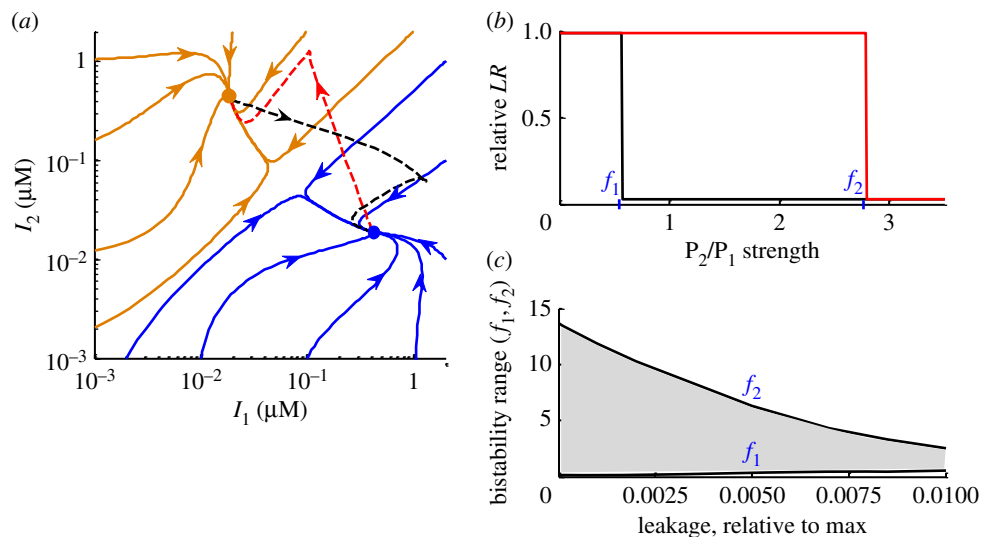 (a)
1
10⁻¹
10⁻²
10⁻³
I₂ (µM)
10⁻³ 10⁻² 10⁻¹ 1
I₁ (µM)
(b)
1.0
0.5
0
relative LR
f₁ f₂
1 2 3
P₂/P₁ strength
(c)
15
10
5
bistability range (f₁, f₂)
f₂
f₁
0 0.0025 0.0050 0.0075 0.0100
leakage, relative to max